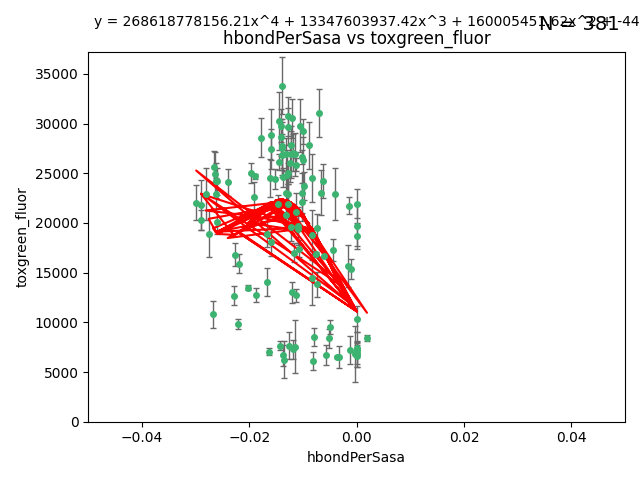 y = 268618778156.21x^4 + 13347603937.42x^3 + 160005451.62x^2 + -44
N = 381
hbondPerSasa vs toxgreen_fluor
35000
30000
25000
20000
15000
10000
5000
0
toxgreen_fluor
−0.04
−0.02
0.00
0.02
0.04
hbondPerSasa